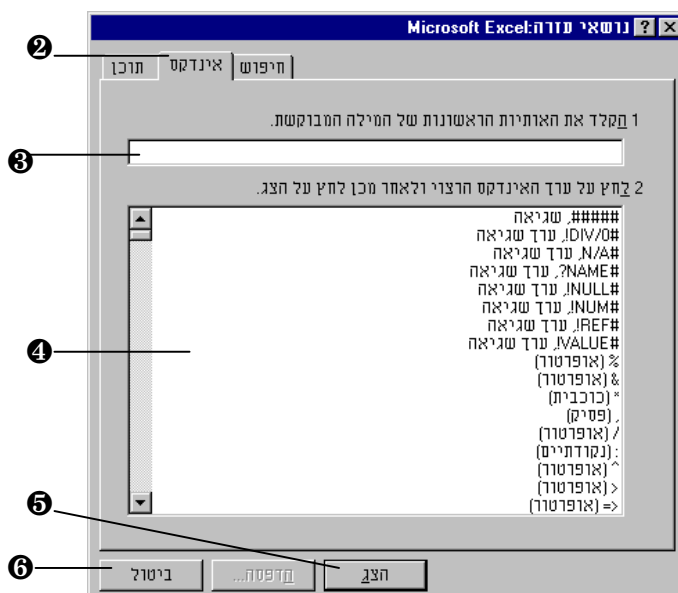 נושאי עזרה:Microsoft Excel
❷
תוכן אינדקס חיפוש
1 הקלד את האותיות הראשונות של המילה המבוקשת.
❸
2 לחץ על ערך האינדקס הרצוי ולאחר מכן לחץ על הצג.
#####, שגיאה
#DIV/0!, ערך שגיאה
#N/A, ערך שגיאה
#NAME?, ערך שגיאה
#NULL!, ערך שגיאה
#NUM!, ערך שגיאה
#REF!, ערך שגיאה
#VALUE!, ערך שגיאה
❹
% (אופרטור)
& (אופרטור)
* (כוכבית)
, (פסיק)
/ (אופרטור)
: (נקודתיים)
^ (אופרטור)
> (אופרטור)
=> (אופרטור)
❺
❻
הצג הדפסה... ביטול